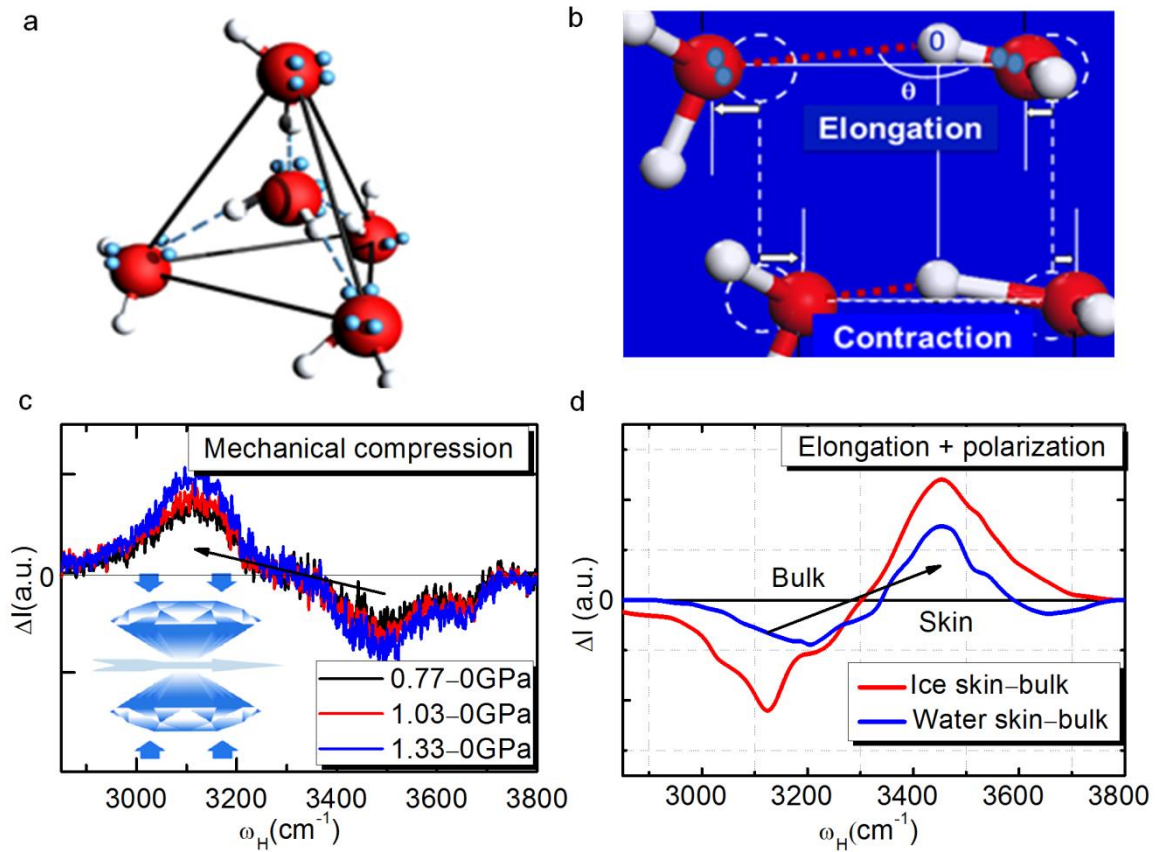 a
b
0
θ
Elongation
Contraction
c
Mechanical compression
ΔI(a.u.)
0
0.77–0GPa
1.03–0GPa
1.33–0GPa
3000 3200 3400 3600 3800
ω_H(cm⁻¹)
d
Elongation + polarization
ΔI (a.u.)
0
Bulk
Skin
Ice skin–bulk
Water skin–bulk
3000 3200 3400 3600 3800
ω_H(cm⁻¹)